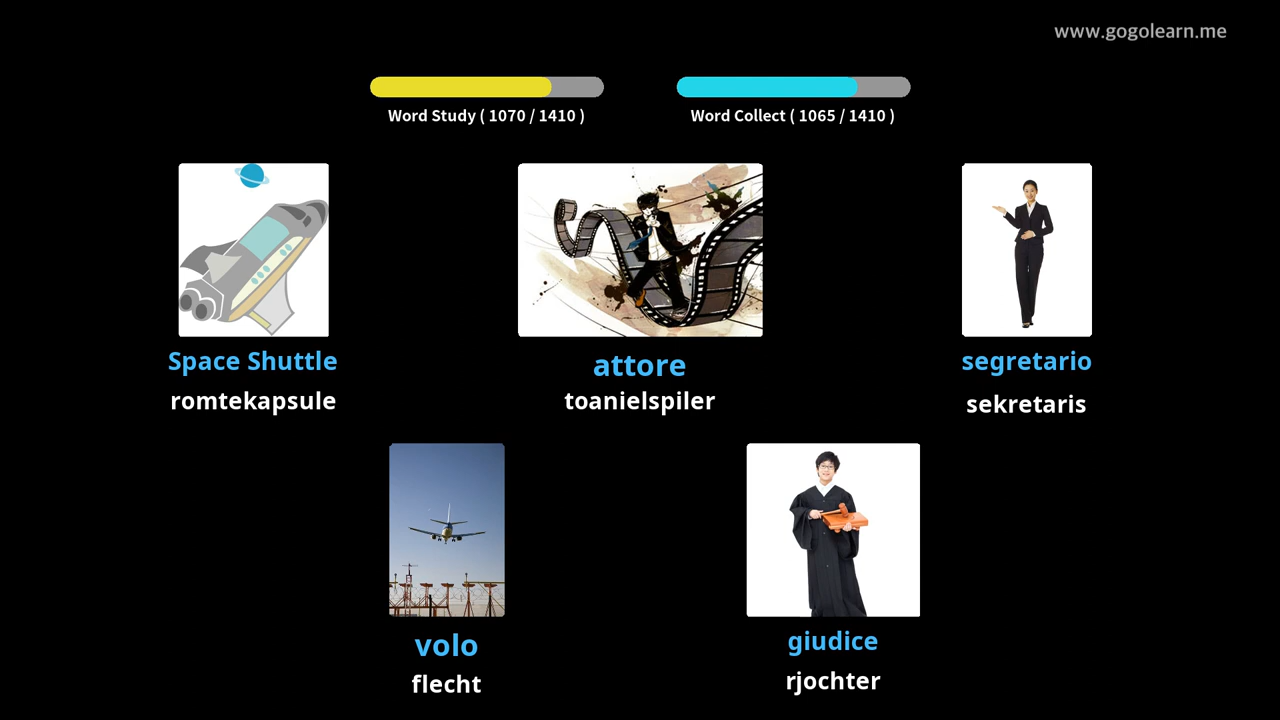 www.gogolearn.me
Word Study ( 1070 / 1410 )
Word Collect ( 1065 / 1410 )
Space Shuttle
romtekapsule
attore
toanielspiler
segretario
sekretaris
volo
flecht
giudice
rjochter